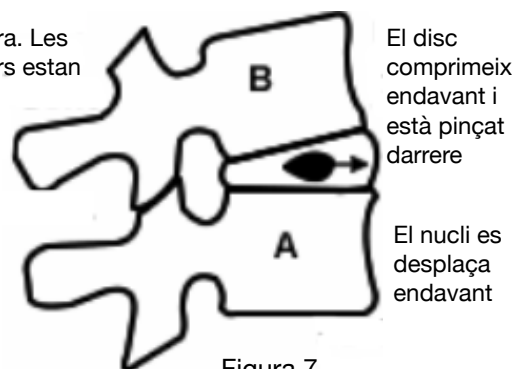 ra. Les
rs estan
El disc
comprimeix
endavant i
està pinçat
darrere
B
A
El nucli es
desplaça
endavant
Figura 7